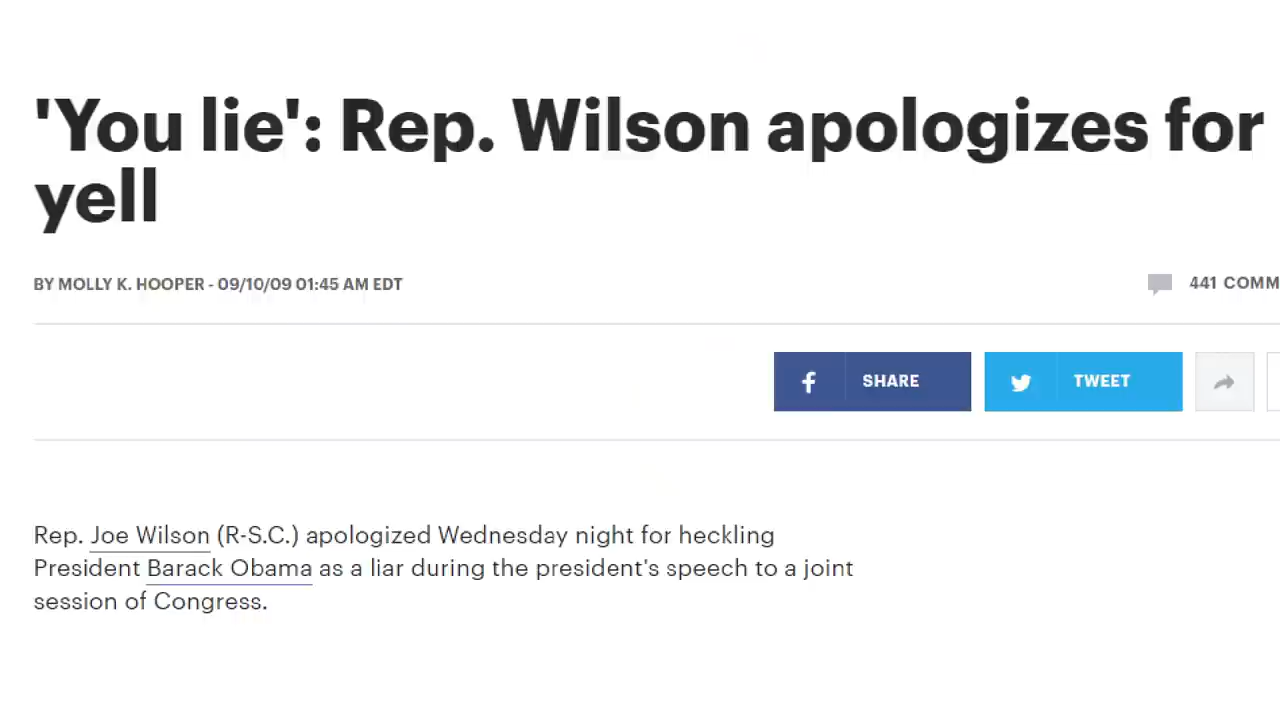 'You lie': Rep. Wilson apologizes for
yell
BY MOLLY K. HOOPER - 09/10/09 01:45 AM EDT
441 COMM
SHARE
TWEET
Rep. Joe Wilson (R-S.C.) apologized Wednesday night for heckling
President Barack Obama as a liar during the president's speech to a joint
session of Congress.